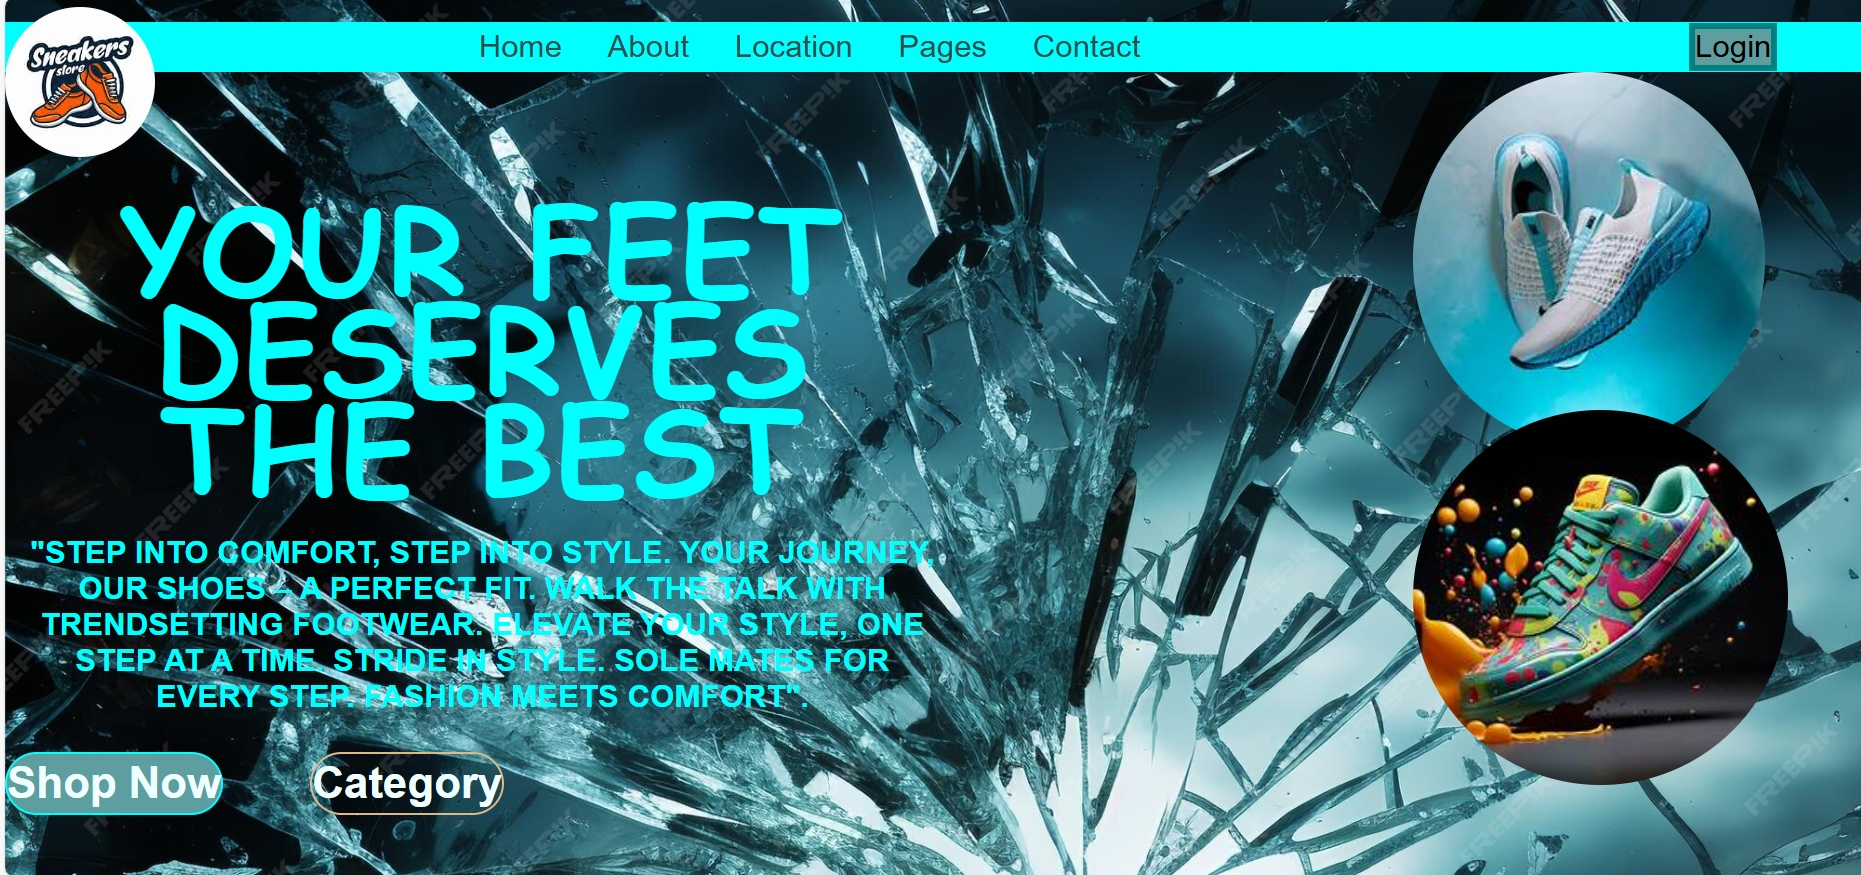 Sneakers
store
Home About Location Pages Contact
Login
YOUR FEET
DESERVES
THE BEST
"STEP INTO COMFORT, STEP INTO STYLE. YOUR JOURNEY,
OUR SHOES – A PERFECT FIT. WALK THE TALK WITH
TRENDSETTING FOOTWEAR. ELEVATE YOUR STYLE, ONE
STEP AT A TIME. STRIDE IN STYLE. SOLE MATES FOR
EVERY STEP. FASHION MEETS COMFORT".
Shop Now
Category
FREEPIK